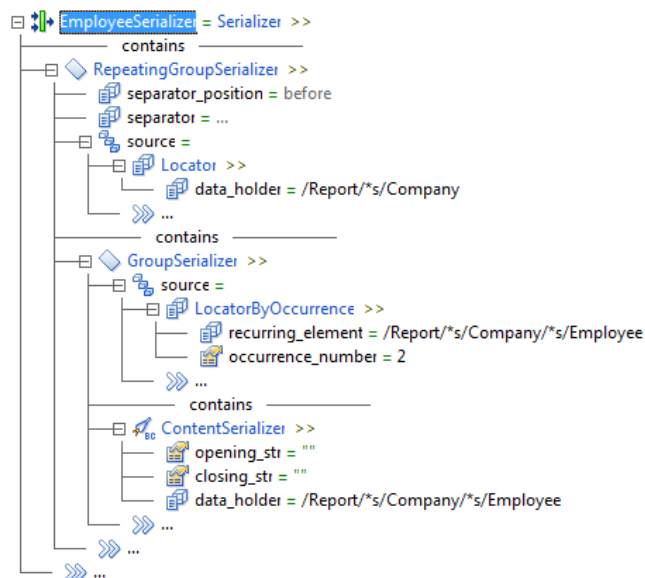 EmployeeSerializer = Serializer >>
contains
RepeatingGroupSerializer >>
separator_position = before
separator = ...
source =
Locator >>
data_holder = /Report/*s/Company
...
contains
GroupSerializer >>
source =
LocatorByOccurrence >>
recurring_element = /Report/*s/Company/*s/Employee
occurrence_number = 2
...
contains
ContentSerializer >>
opening_str = ""
closing_str = ""
data_holder = /Report/*s/Company/*s/Employee
...
...
...